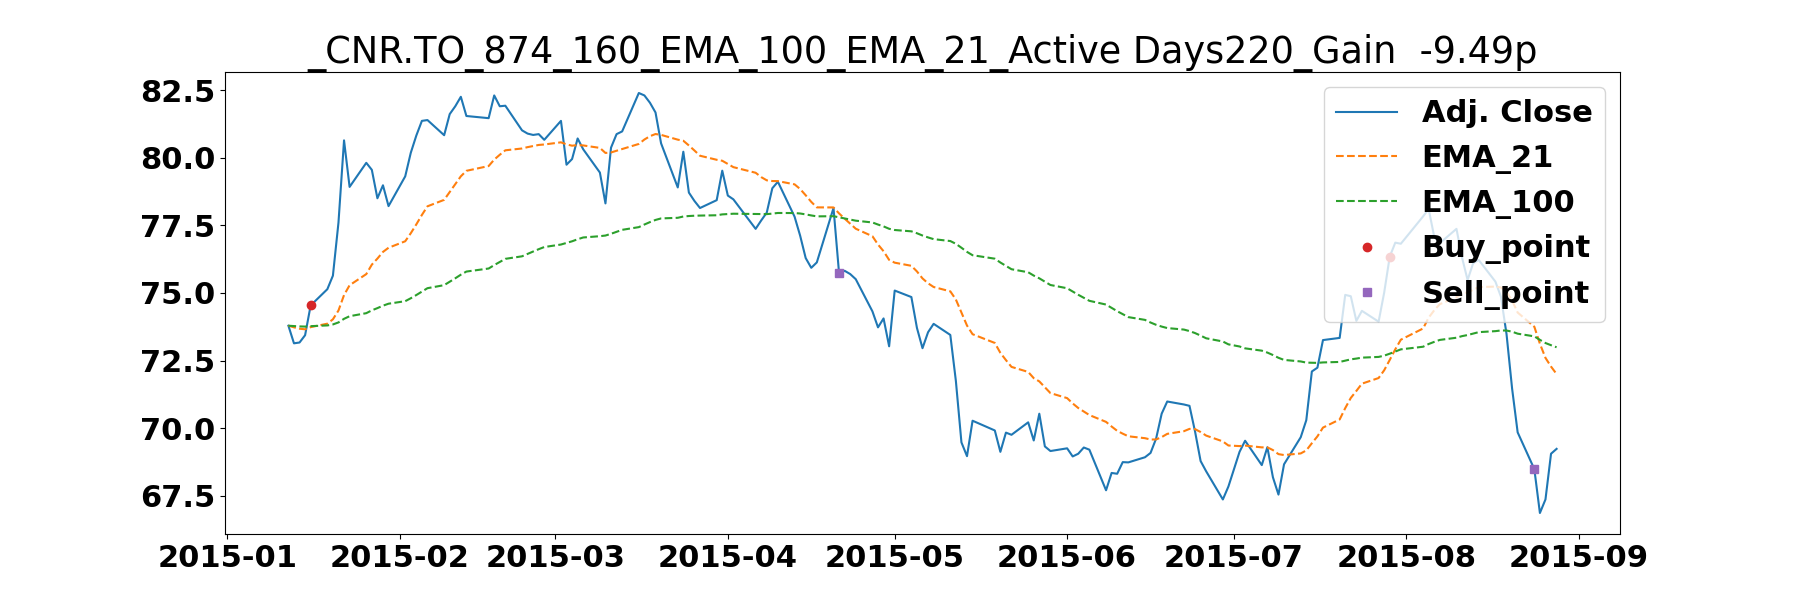 _CNR.TO_874_160_EMA_100_EMA_21_Active Days220_Gain  -9.49p
82.5
80.0
77.5
75.0
72.5
70.0
67.5
Adj. Close
EMA_21
EMA_100
Buy_point
Sell_point
2015-01 2015-02 2015-03 2015-04 2015-05 2015-06 2015-07 2015-08 2015-09